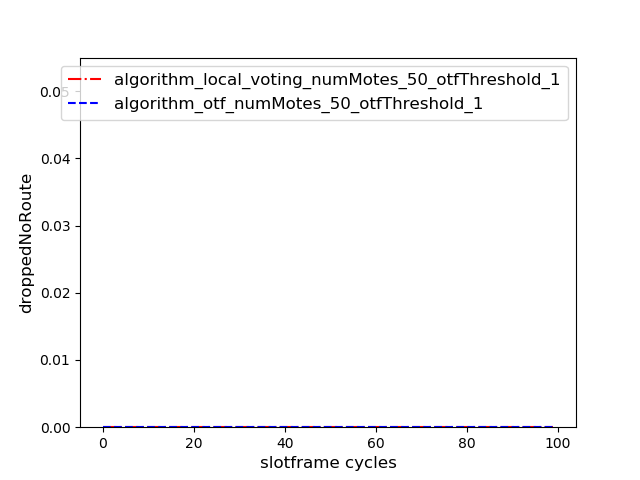 algorithm_local_voting_numMotes_50_otfThreshold_1
algorithm_otf_numMotes_50_otfThreshold_1
0.05
0.04
0.03
0.02
0.01
0.00
droppedNoRoute
0 20 40 60 80 100
slotframe cycles